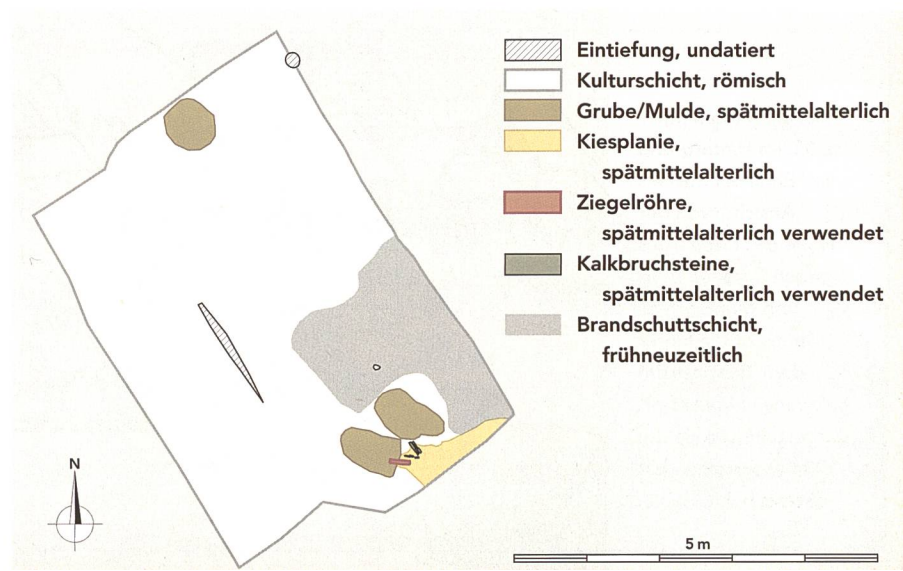 Eintiefung, undatiert
Kulturschicht, römisch
Grube/Mulde, spätmittelalterlich
Kiesplanie,
spätmittelalterlich
Ziegelröhre,
spätmittelalterlich verwendet
Kalkbruchsteine,
spätmittelalterlich verwendet
Brandschuttschicht,
frühneuzeitlich
N
5 m